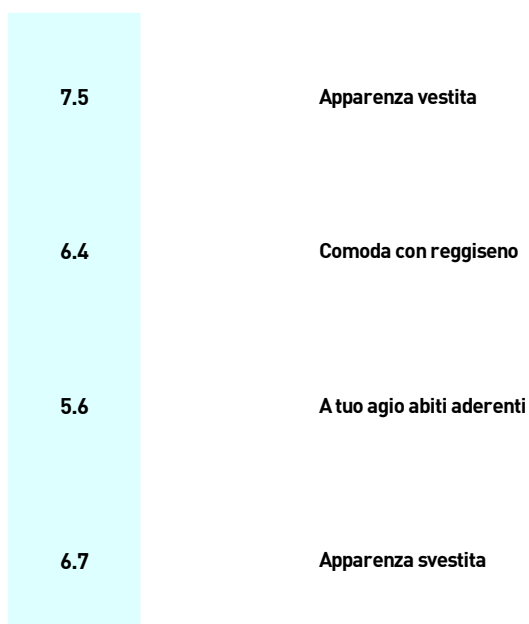 7.5 Apparenza vestita
6.4 Comoda con reggiseno
5.6 A tuo agio abiti aderenti
6.7 Apparenza svestita